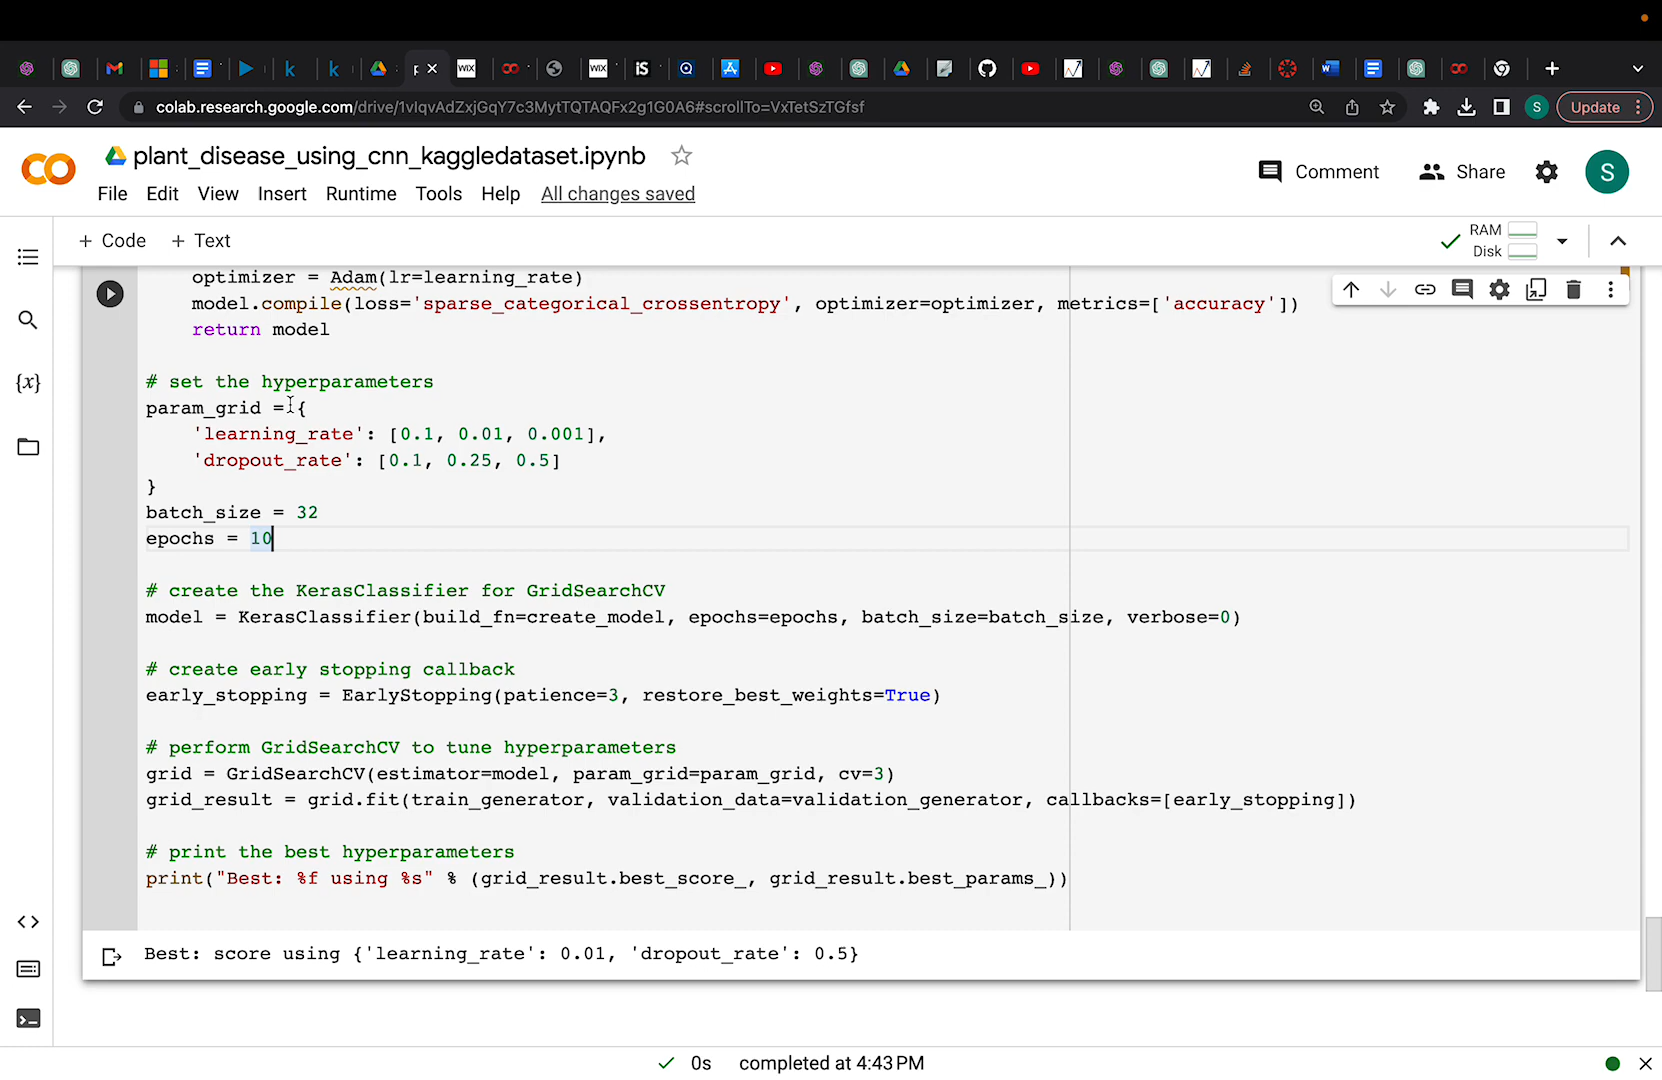 WIX
WIX
iS
colab.research.google.com/drive/1vIqvAdZxjGqY7c3MytTQTAQFx2g1G0A6#scrollTo=VxTetSzTGfsf
S
Update
plant_disease_using_cnn_kaggledataset.ipynb
Comment
Share
S
File Edit View Insert Runtime Tools Help All changes saved
+ Code + Text
RAM
Disk
optimizer = Adam(lr=learning_rate)
model.compile(loss='sparse_categorical_crossentropy', optimizer=optimizer, metrics=['accuracy'])
return model
# set the hyperparameters
param_grid = {
'learning_rate': [0.1, 0.01, 0.001],
'dropout_rate': [0.1, 0.25, 0.5]
}
batch_size = 32
epochs = 10
# create the KerasClassifier for GridSearchCV
model = KerasClassifier(build_fn=create_model, epochs=epochs, batch_size=batch_size, verbose=0)
# create early stopping callback
early_stopping = EarlyStopping(patience=3, restore_best_weights=True)
# perform GridSearchCV to tune hyperparameters
grid = GridSearchCV(estimator=model, param_grid=param_grid, cv=3)
grid_result = grid.fit(train_generator, validation_data=validation_generator, callbacks=[early_stopping])
# print the best hyperparameters
print("Best: %f using %s" % (grid_result.best_score_, grid_result.best_params_))
Best: score using {'learning_rate': 0.01, 'dropout_rate': 0.5}
0s completed at 4:43 PM